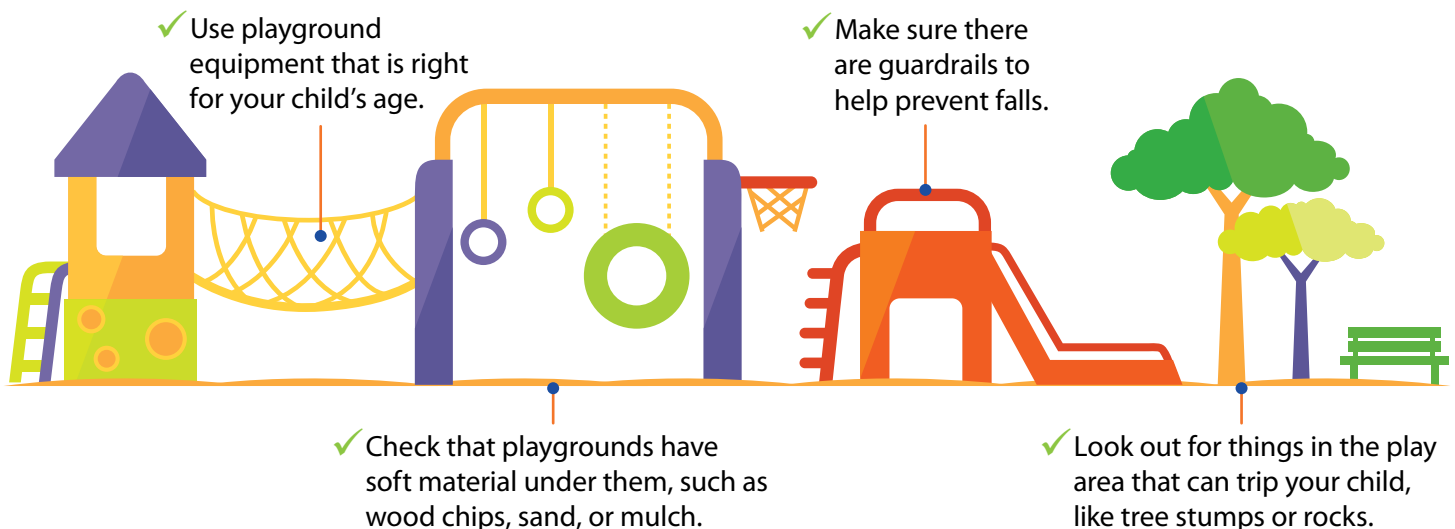 ✓ Use playground
equipment that is right
for your child’s age.
✓ Make sure there
are guardrails to
help prevent falls.
✓ Check that playgrounds have
soft material under them, such as
wood chips, sand, or mulch.
✓ Look out for things in the play
area that can trip your child,
like tree stumps or rocks.